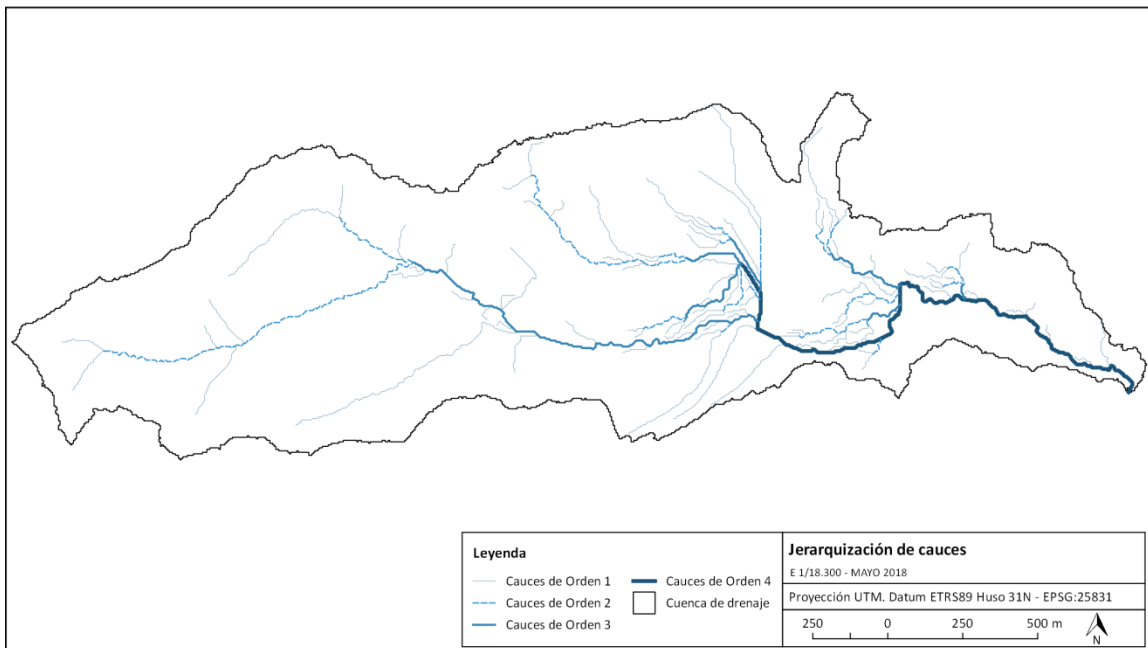 Leyenda
Cauces de Orden 1
Cauces de Orden 2
Cauces de Orden 3
Cauces de Orden 4
Cuenca de drenaje
Jerarquización de cauces
E 1/18.300 - MAYO 2018
Proyección UTM. Datum ETRS89 Huso 31N - EPSG:25831
250 0 250 500 m
N